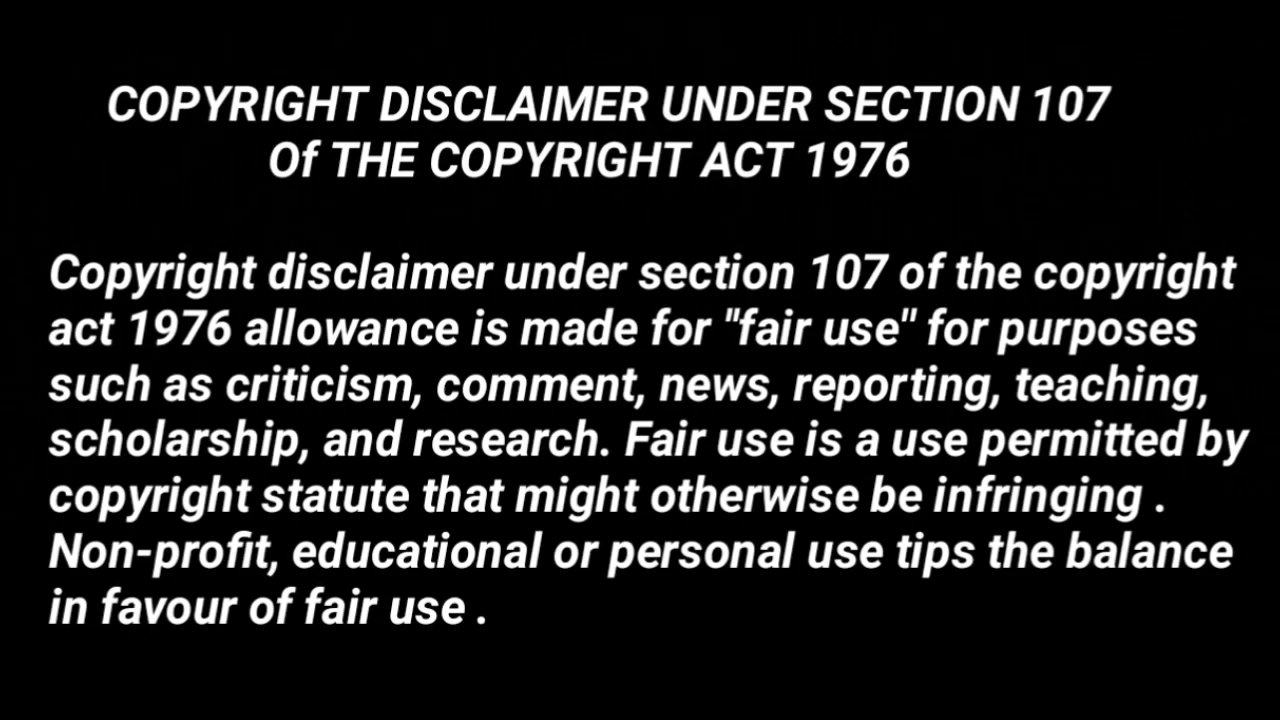 COPYRIGHT DISCLAIMER UNDER SECTION 107
Of THE COPYRIGHT ACT 1976
Copyright disclaimer under section 107 of the copyright
act 1976 allowance is made for "fair use" for purposes
such as criticism, comment, news, reporting, teaching,
scholarship, and research. Fair use is a use permitted by
copyright statute that might otherwise be infringing .
Non-profit, educational or personal use tips the balance
in favour of fair use .